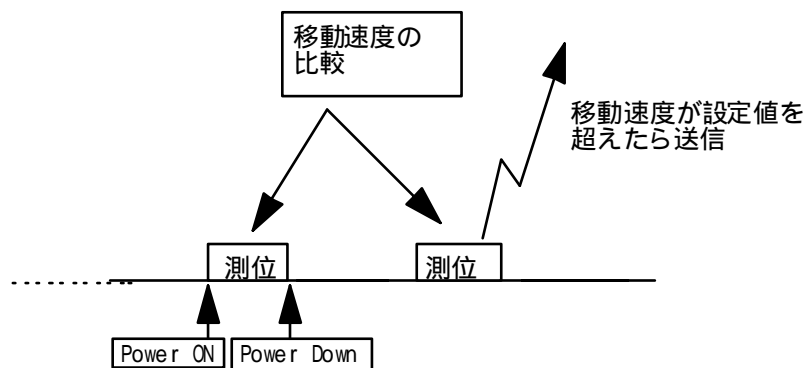 移動速度の
比較
移動速度が設定値を
超えたら送信
測位
測位
Power ON
Power Down